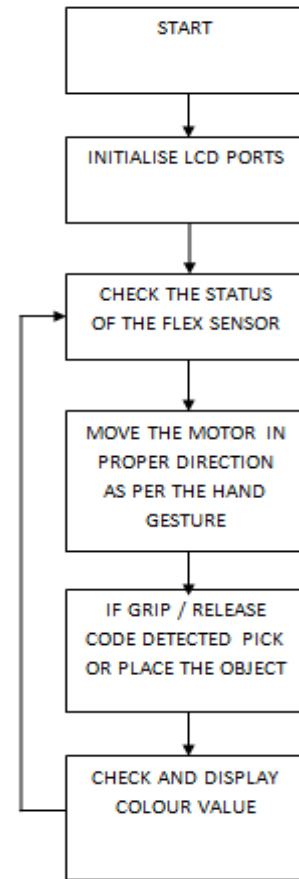 START
INITIALISE LCD PORTS
CHECK THE STATUS
OF THE FLEX SENSOR
MOVE THE MOTOR IN
PROPER DIRECTION
AS PER THE HAND
GESTURE
IF GRIP / RELEASE
CODE DETECTED PICK
OR PLACE THE OBJECT
CHECK AND DISPLAY
COLOUR VALUE